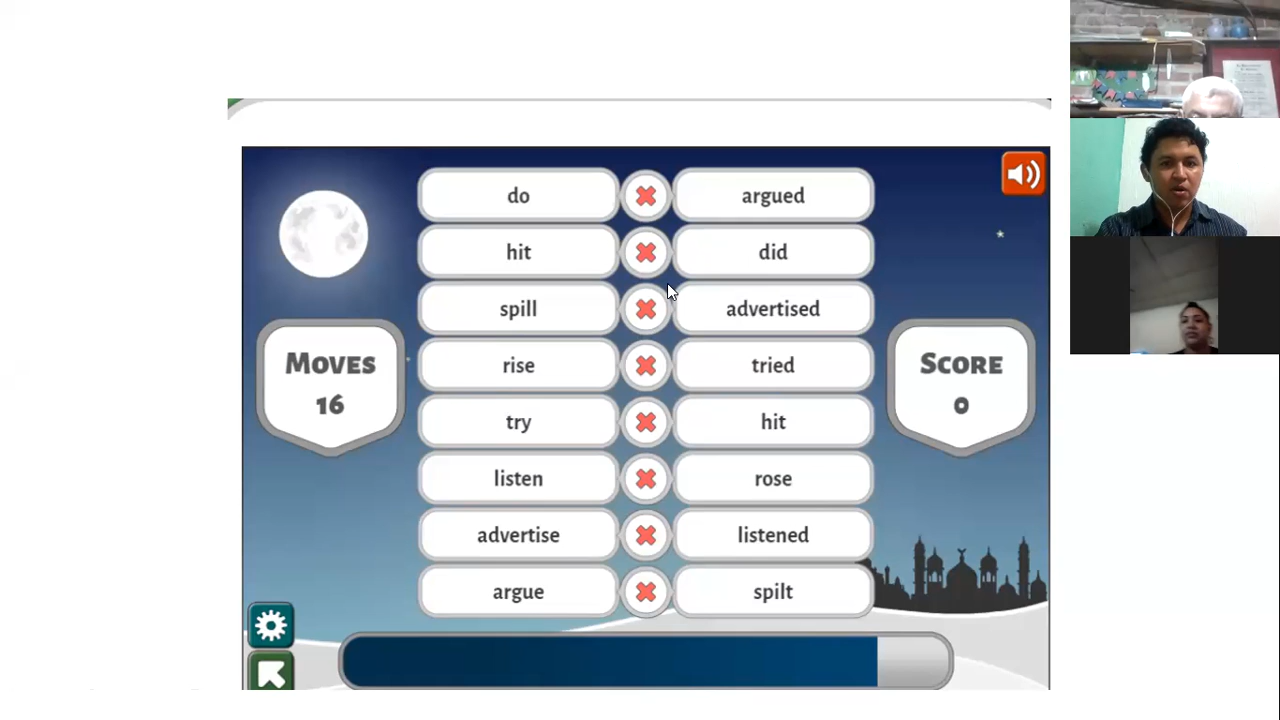 do argued
hit did
spill advertised
rise tried
MOVES
16
SCORE
0
try hit
listen rose
advertise listened
argue spilt